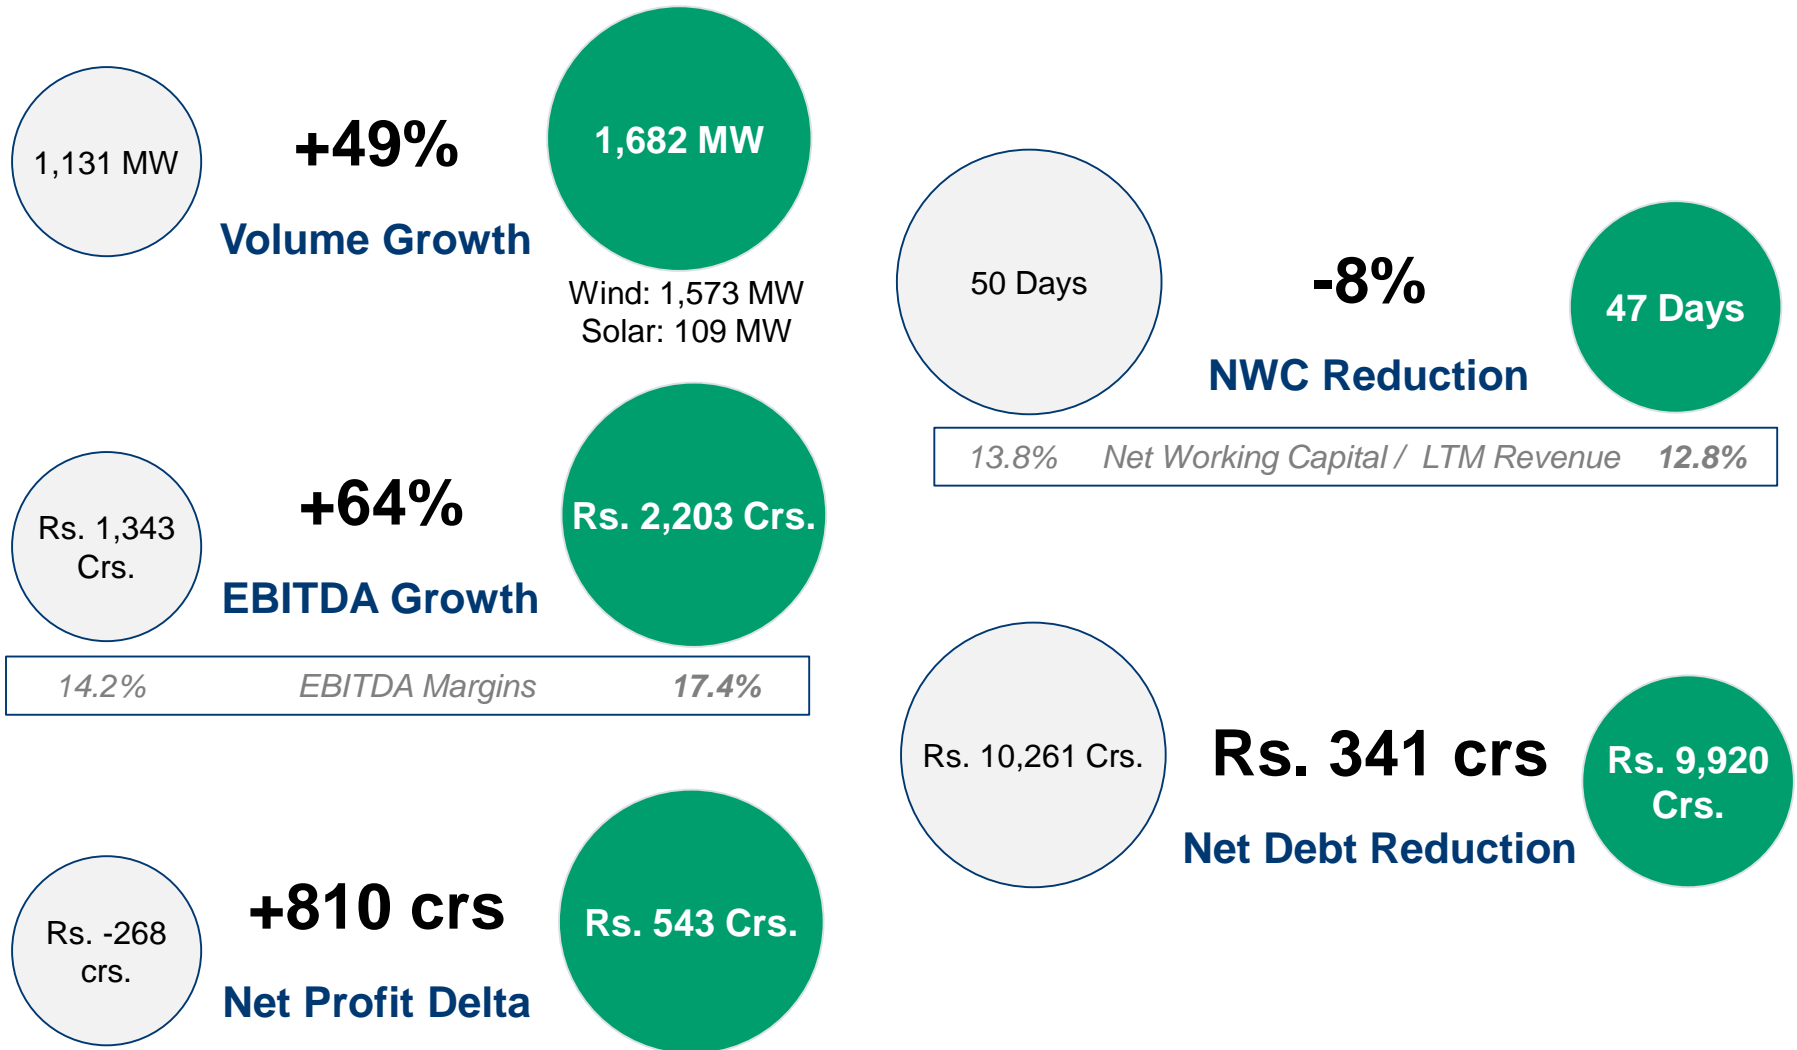 1,131 MW
+49%
Volume Growth
1,682 MW
Wind: 1,573 MW
Solar: 109 MW
Rs. 1,343
Crs.
+64%
EBITDA Growth
Rs. 2,203 Crs.
14.2% EBITDA Margins 17.4%
Rs. -268
crs.
+810 crs
Net Profit Delta
Rs. 543 Crs.
50 Days
-8%
NWC Reduction
47 Days
13.8% Net Working Capital / LTM Revenue 12.8%
Rs. 10,261 Crs.
Rs. 341 crs
Net Debt Reduction
Rs. 9,920
Crs.